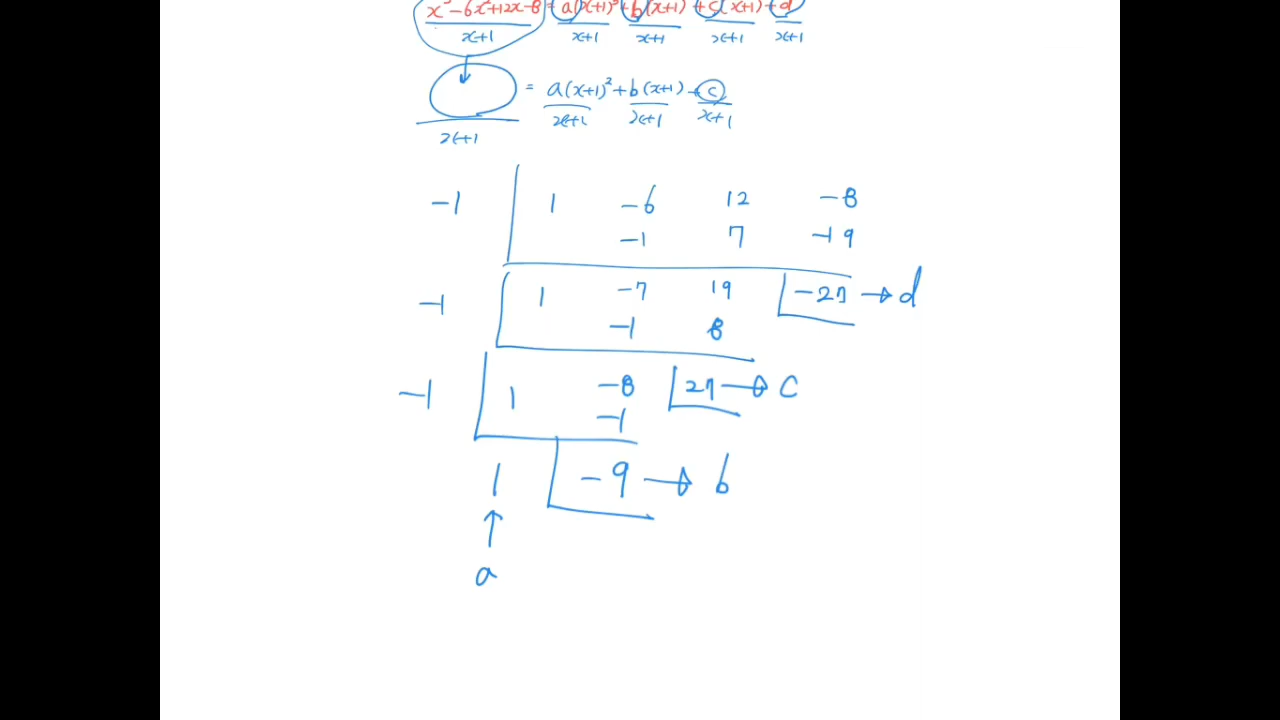 x³-6x²+12x-8 = a(x+1)³+b(x+1)²+c(x+1)+d
x+1 x+1 x+1 x+1 x+1
= a(x+1)²+b(x+1)+c
x+1 x+1 x+1
x+1
-1 1 -6 12 -8
-1 7 -19
-1 1 -7 19 -27 → d
-1 8
-1 1 -8 27 → c
-1
1 -9 → b
↑
a